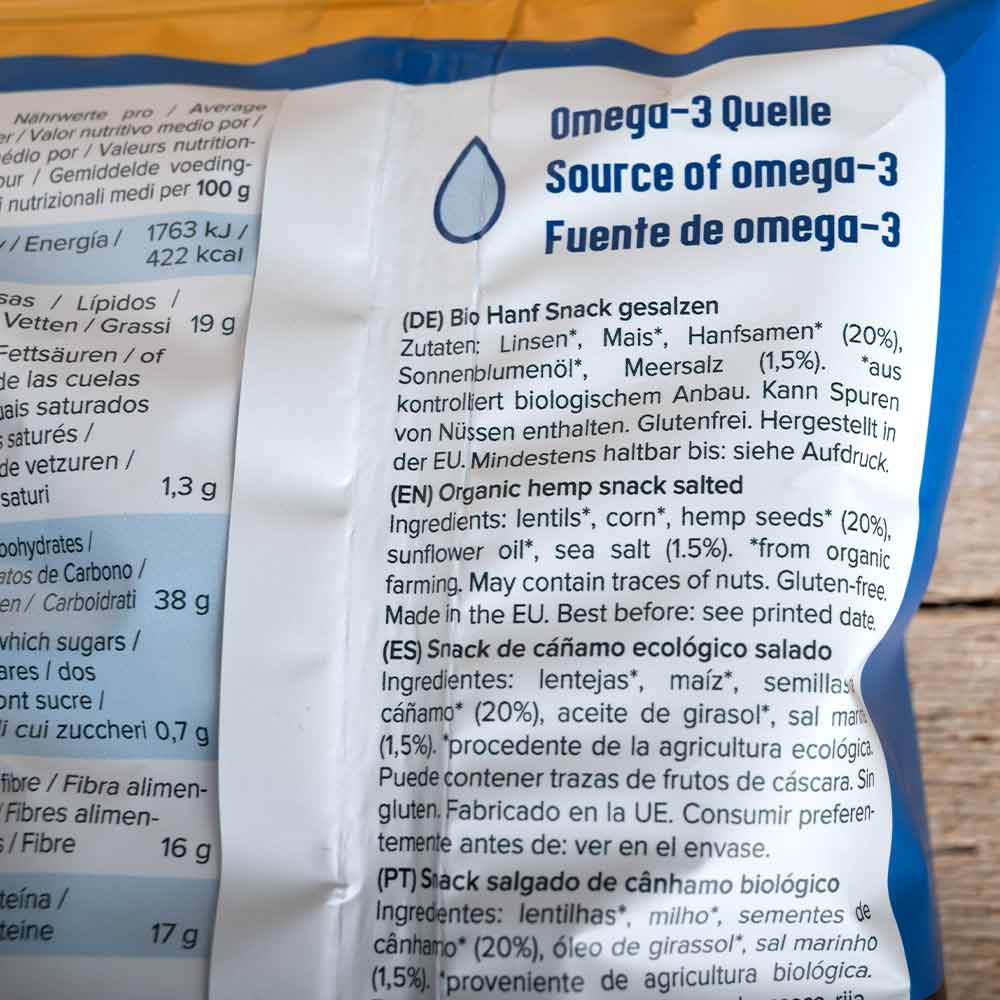 Nährwerte pro / Average
er / Valor nutritivo medio por /
édio por / Valeurs nutrition-
our / Gemiddelde voeding-
i nutrizionali medi per 100 g
/ Energía / 1763 kJ /
422 kcal
sas / Lípidos /
Vetten / Grassi 19 g
Fettsäuren / of
de las cuelas
uais saturados
s saturés /
de vetzuren /
saturi 1,3 g
bohydrates /
atos de Carbono /
en / Carboidrati 38 g
which sugars /
ares / dos
ont sucre /
i cui zuccheri 0,7 g
fibre / Fibra alimen-
/ Fibres alimen-
s / Fibre 16 g
teína /
teine 17 g
Omega-3 Quelle
Source of omega-3
Fuente de omega-3
(DE) Bio Hanf Snack gesalzen
Zutaten: Linsen*, Mais*, Hanfsamen* (20%),
Sonnenblumenöl*, Meersalz (1,5%). *aus
kontrolliert biologischem Anbau. Kann Spuren
von Nüssen enthalten. Glutenfrei. Hergestellt in
der EU. Mindestens haltbar bis: siehe Aufdruck.
(EN) Organic hemp snack salted
Ingredients: lentils*, corn*, hemp seeds* (20%),
sunflower oil*, sea salt (1.5%). *from organic
farming. May contain traces of nuts. Gluten-free.
Made in the EU. Best before: see printed date.
(ES) Snack de cáñamo ecológico salado
Ingredientes: lentejas*, maíz*, semillas
cáñamo* (20%), aceite de girasol*, sal mar
(1,5%). *procedente de la agricultura ecológica.
Puede contener trazas de frutos de cáscara. Sin
gluten. Fabricado en la UE. Consumir preferen-
temente antes de: ver en el envase.
(PT) Snack salgado de cânhamo biológico
Ingredentes: lentilhas*, milho*, sementes de
cânhamo* (20%), óleo de girassol*, sal marinho
(1,5%). *proveniente de agricultura biológica.